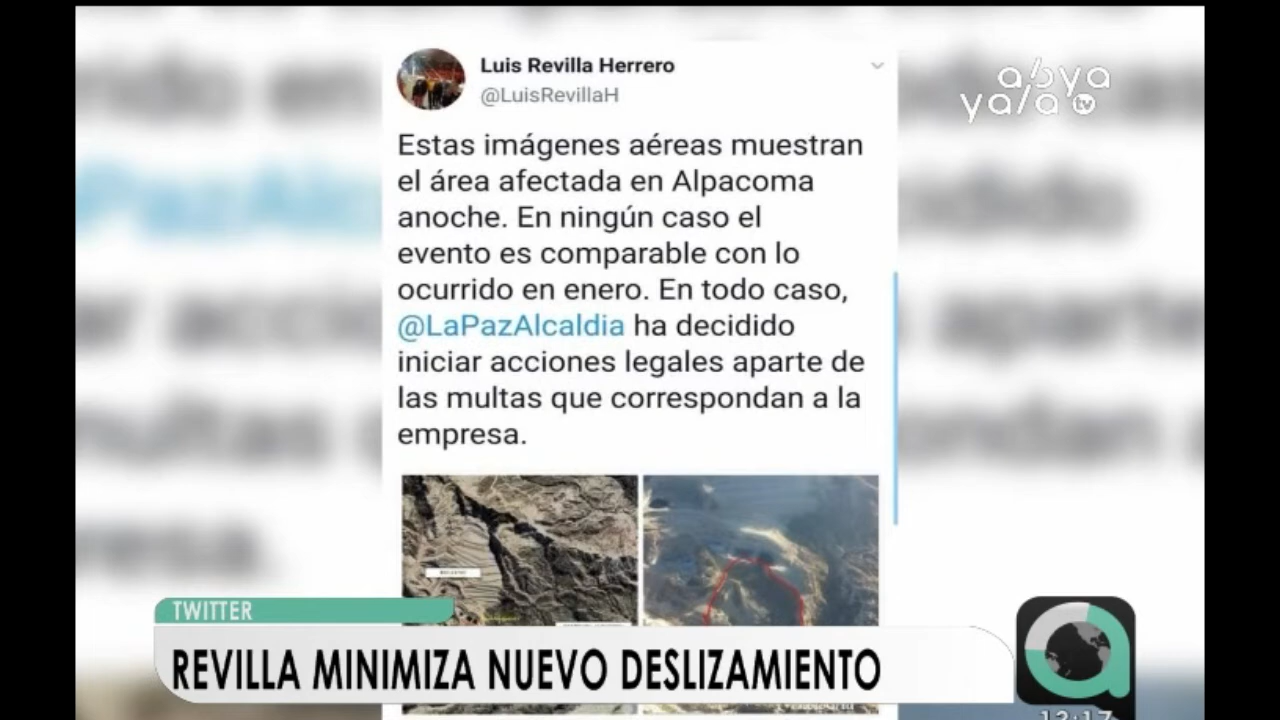 Luis Revilla Herrero
@LuisRevillaH
abya
yala tv
Estas imágenes aéreas muestran
el área afectada en Alpacoma
anoche. En ningún caso el
evento es comparable con lo
ocurrido en enero. En todo caso,
@LaPazAlcaldia ha decidido
iniciar acciones legales aparte de
las multas que correspondan a la
empresa.
TWITTER
REVILLA MINIMIZA NUEVO DESLIZAMIENTO
13:17